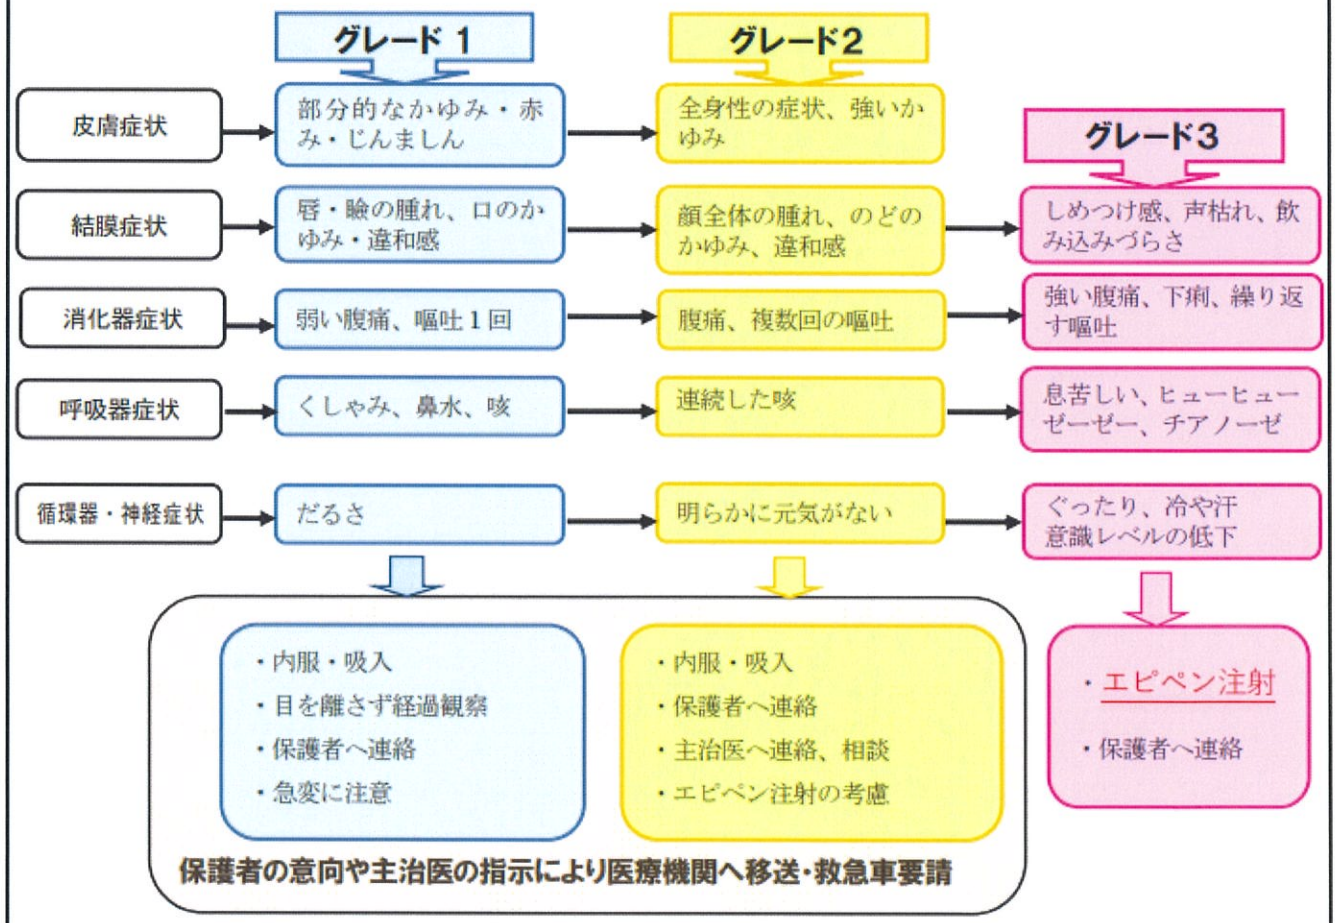 グレード 1
グレード2
皮膚症状
部分的なかゆみ・赤
み・じんましん
全身性の症状、強いか
ゆみ
グレード3
結膜症状
唇・瞼の腫れ、口のか
ゆみ・違和感
顔全体の腫れ、のどの
かゆみ、違和感
しめつけ感、声枯れ、飲
み込みづらさ
消化器症状
弱い腹痛、嘔吐1回
腹痛、複数回の嘔吐
強い腹痛、下痢、繰り返
す嘔吐
呼吸器症状
くしゃみ、鼻水、咳
連続した咳
息苦しい、ヒューヒュー
ゼーゼー、チアノーゼ
循環器・神経症状
だるさ
明らかに元気がない
ぐったり、冷や汗
意識レベルの低下
・内服・吸入
・目を離さず経過観察
・保護者へ連絡
・急変に注意
・内服・吸入
・保護者へ連絡
・主治医へ連絡、相談
・エピペン注射の考慮
・エピペン注射
・保護者へ連絡
保護者の意向や主治医の指示により医療機関へ移送・救急車要請